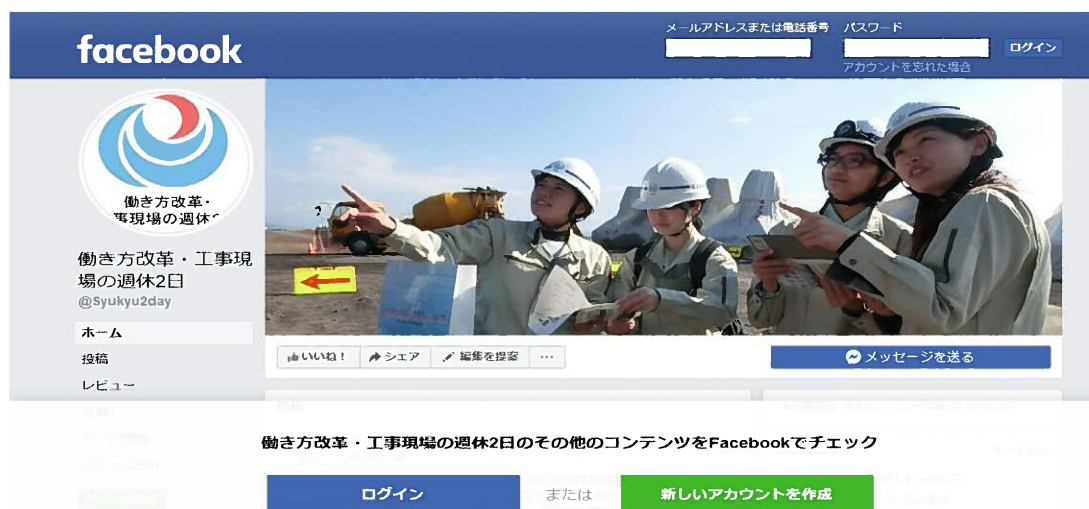 facebook
メールアドレスまたは電話番号
パスワード
ログイン
アカウントを忘れた場合
働き方改革・
事現場の週休
働き方改革・工事現
場の週休2日
@Syukyu2day
ホーム
投稿
レビュー
いいね！
シェア
編集を提案
メッセージを送る
働き方改革・工事現場の週休2日のその他のコンテンツをFacebookでチェック
ログイン
または
新しいアカウントを作成